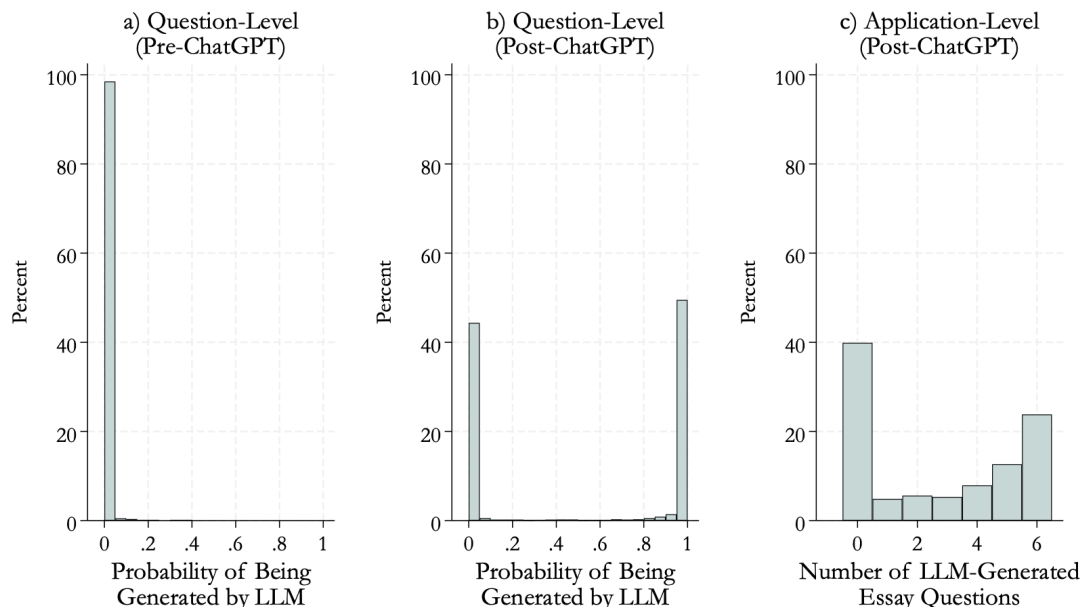 a) Question-Level
(Pre-ChatGPT)
100
80
60
40
20
0
Percent
0 .2 .4 .6 .8 1
Probability of Being
Generated by LLM
b) Question-Level
(Post-ChatGPT)
100
80
60
40
20
0
Percent
0 .2 .4 .6 .8 1
Probability of Being
Generated by LLM
c) Application-Level
(Post-ChatGPT)
100
80
60
40
20
0
Percent
0 2 4 6
Number of LLM-Generated
Essay Questions